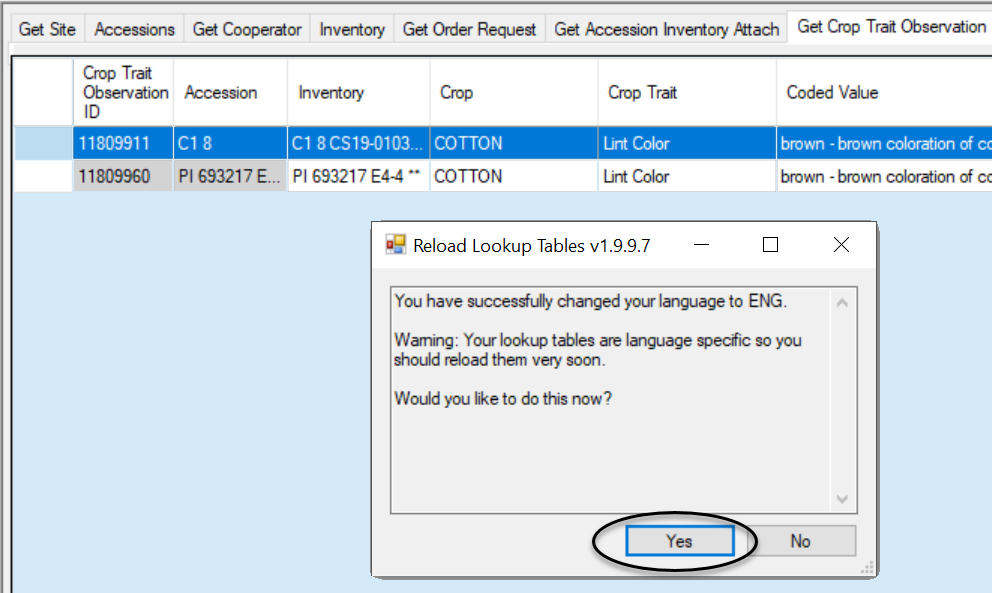 Get Site Accessions Get Cooperator Inventory Get Order Request Get Accession Inventory Attach Get Crop Trait Observation
Crop Trait
Observation
ID
Accession Inventory Crop Crop Trait Coded Value
11809911 C1 8 C1 8 CS19-0103... COTTON Lint Color brown - brown coloration of
11809960 PI 693217 E... PI 693217 E4-4 ** COTTON Lint Color brown - brown coloration of
Reload Lookup Tables v1.9.9.7
You have successfully changed your language to ENG.
Warning: Your lookup tables are language specific so you
should reload them very soon.
Would you like to do this now?
Yes No